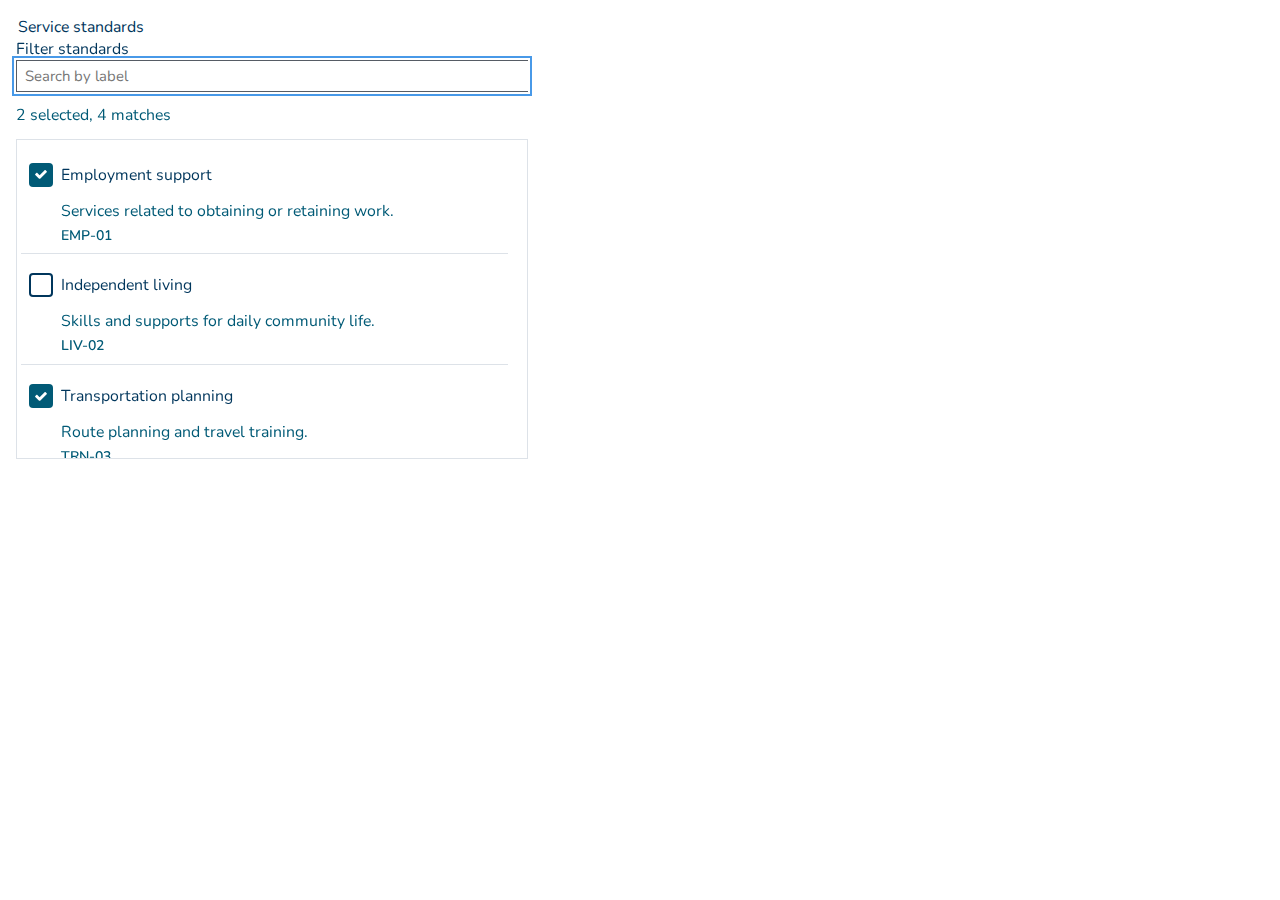 Service standards
Filter standards
Search by label
2 selected, 4 matches
Employment support
Services related to obtaining or retaining work.
EMP-01
Independent living
Skills and supports for daily community life.
LIV-02
Transportation planning
Route planning and travel training.
TRN-03